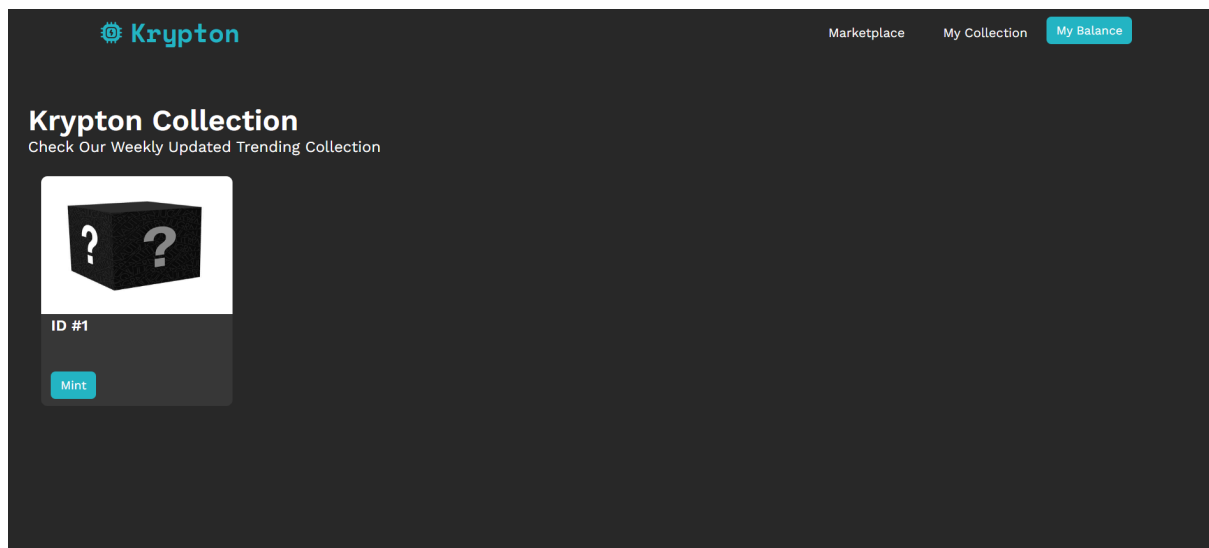 Krypton
Marketplace My Collection My Balance
Krypton Collection
Check Our Weekly Updated Trending Collection
? ?
ID #1
Mint